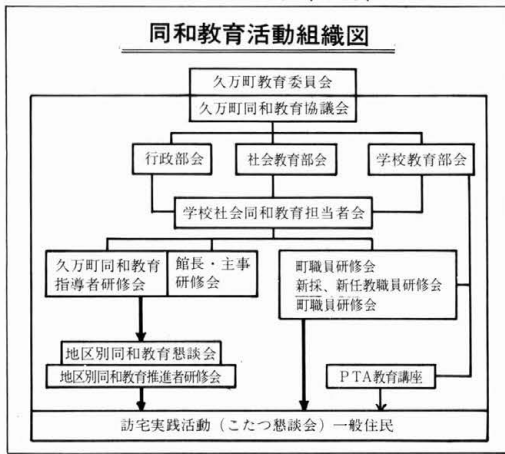 同和教育活動組織図
久万町教育委員会
久万町同和教育協議会
行政部会
社会教育部会
学校教育部会
学校社会同和教育担当者会
久万町同和教育
指導者研修会
館長・主事
研修会
町職員研修会
新採、新任教職員研修会
町職員研修会
地区別同和教育懇談会
地区別同和教育推進者研修会
PTA教育講座
訪宅実践活動(こたつ懇談会)一般住民